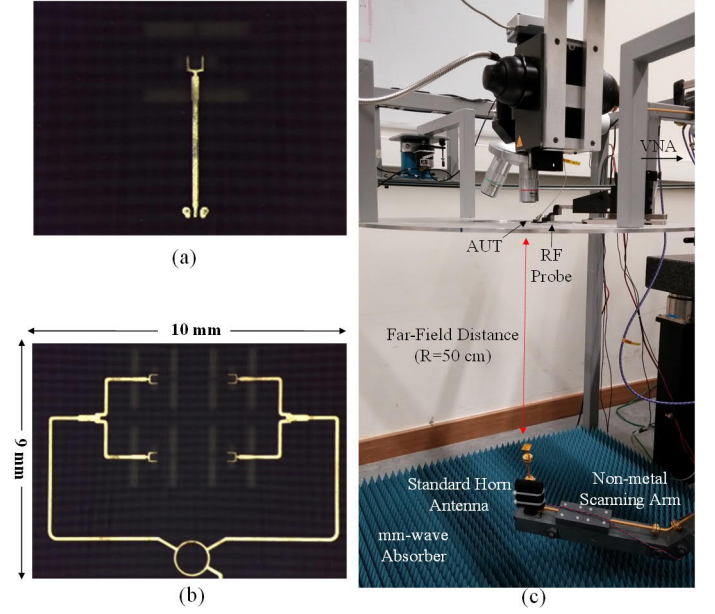 (a)
10 mm
9 mm
(b)
VNA
AUT
RF
Probe
Far-Field Distance
(R=50 cm)
Standard Horn
Antenna
Non-metal
Scanning Arm
mm-wave
Absorber
(c)